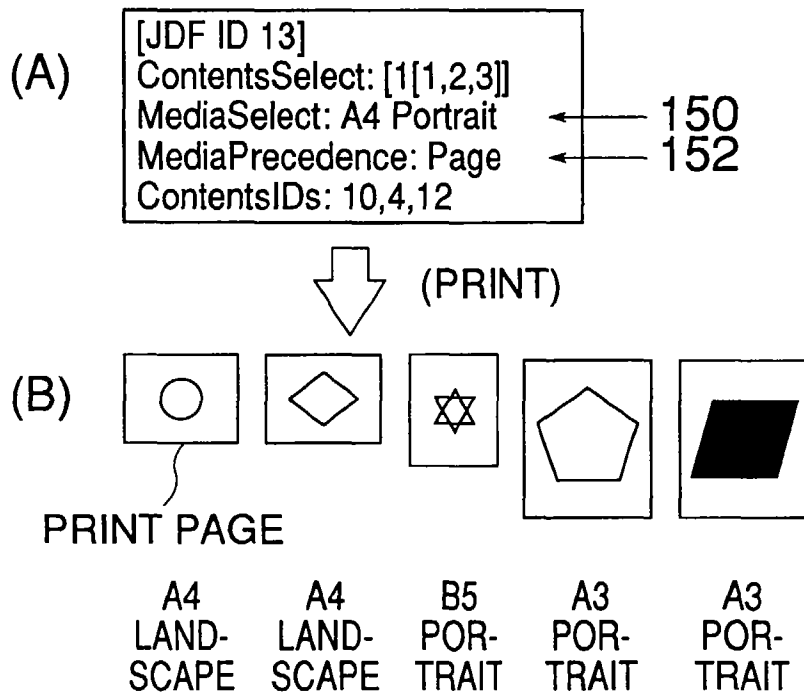 (A)
[JDF ID 13]
ContentsSelect: [1[1,2,3]]
MediaSelect: A4 Portrait
150
MediaPrecedence: Page
152
ContentsIDs: 10,4,12
(PRINT)
(B)
PRINT PAGE
A4 LAND-SCAPE
A4 LAND-SCAPE
B5 POR-TRAIT
A3 POR-TRAIT
A3 POR-TRAIT